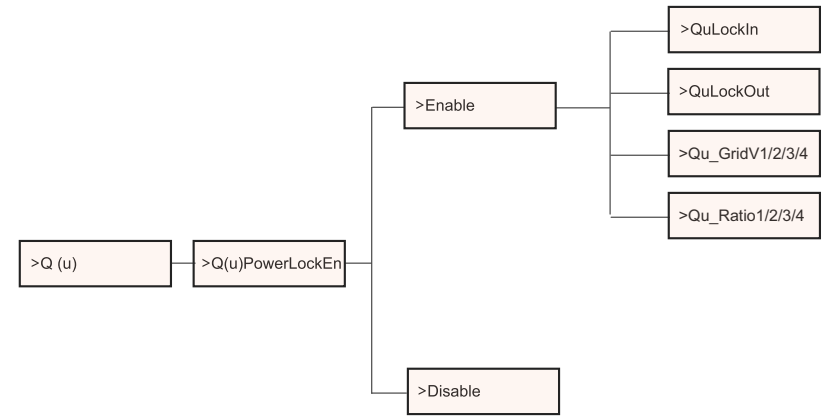 >QuLockIn
>QuLockOut
>Enable
>Qu_GridV1/2/3/4
>Qu_Ratio1/2/3/4
>Q (u)
>Q(u)PowerLockEn
>Disable